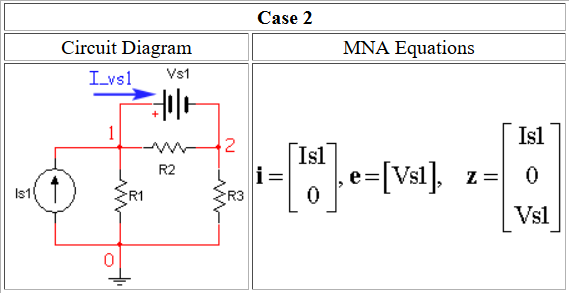 Case 2
Circuit Diagram
MNA Equations
I_vs1
Vs1
+
1
2
R2
Is1
R1
R3
0
i = [Is1 0], e = [Vs1], z = [Is1 0 Vs1]